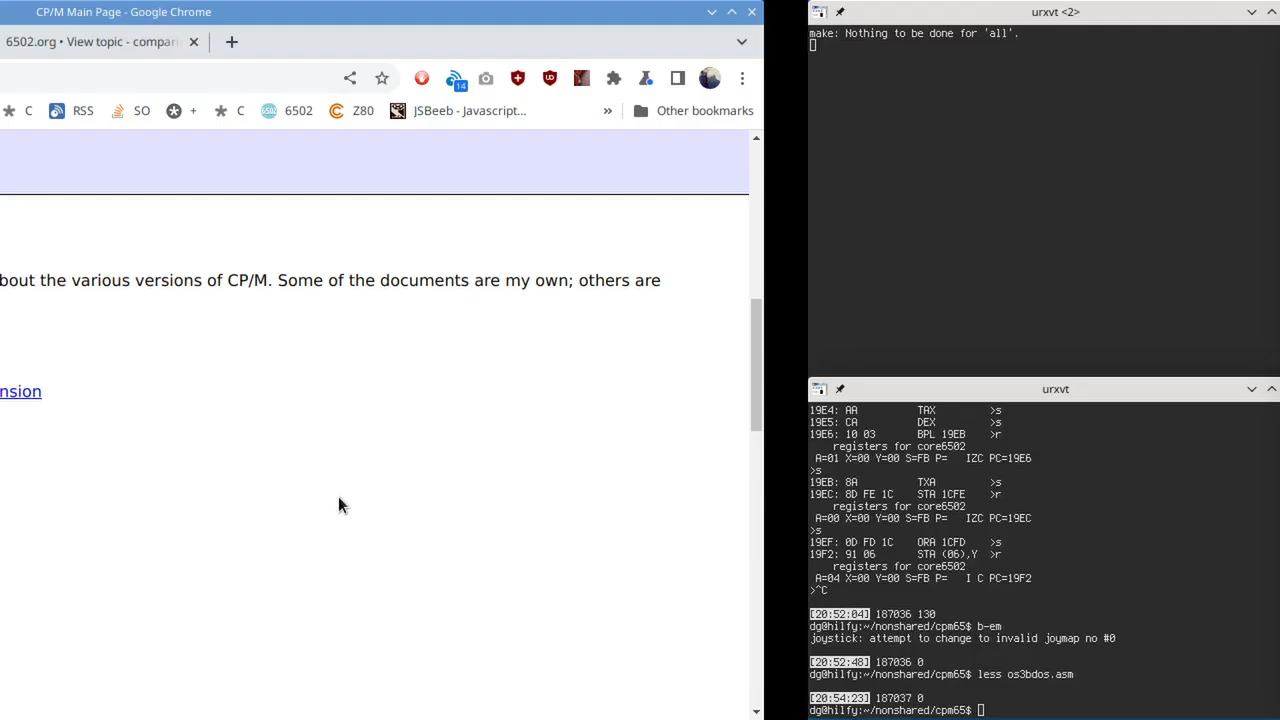 CP/M Main Page - Google Chrome
6502.org • View topic - compari
14
C RSS SO + C 6502 Z80 JSBeeb - Javascript... » Other bookmarks
bout the various versions of CP/M. Some of the documents are my own; others are
nsion
urxvt <2>
make: Nothing to be done for 'all'.
urxvt
19E4: AA TAX >s
19E5: CA DEX >s
19E6: 10 03 BPL 19EB >r
registers for core6502
A=01 X=00 Y=00 S=FB P= IZC PC=19E6
>s
19EB: 8A TXA >s
19EC: 8D FE 1C STA 1CFE >r
registers for core6502
A=00 X=00 Y=00 S=FB P= IZC PC=19EC
>s
19EF: 0D FD 1C ORA 1CFD >s
19F2: 91 06 STA (06),Y >r
registers for core6502
A=04 X=00 Y=00 S=FB P= I C PC=19F2
>^C
[20:52:04] 187036 130
dg@hilfy:~/nonshared/cpm65$ b-em
joystick: attempt to change to invalid joymap no #0
[20:52:48] 187036 0
dg@hilfy:~/nonshared/cpm65$ less os3bdos.asm
[20:54:23] 187037 0
dg@hilfy:~/nonshared/cpm65$